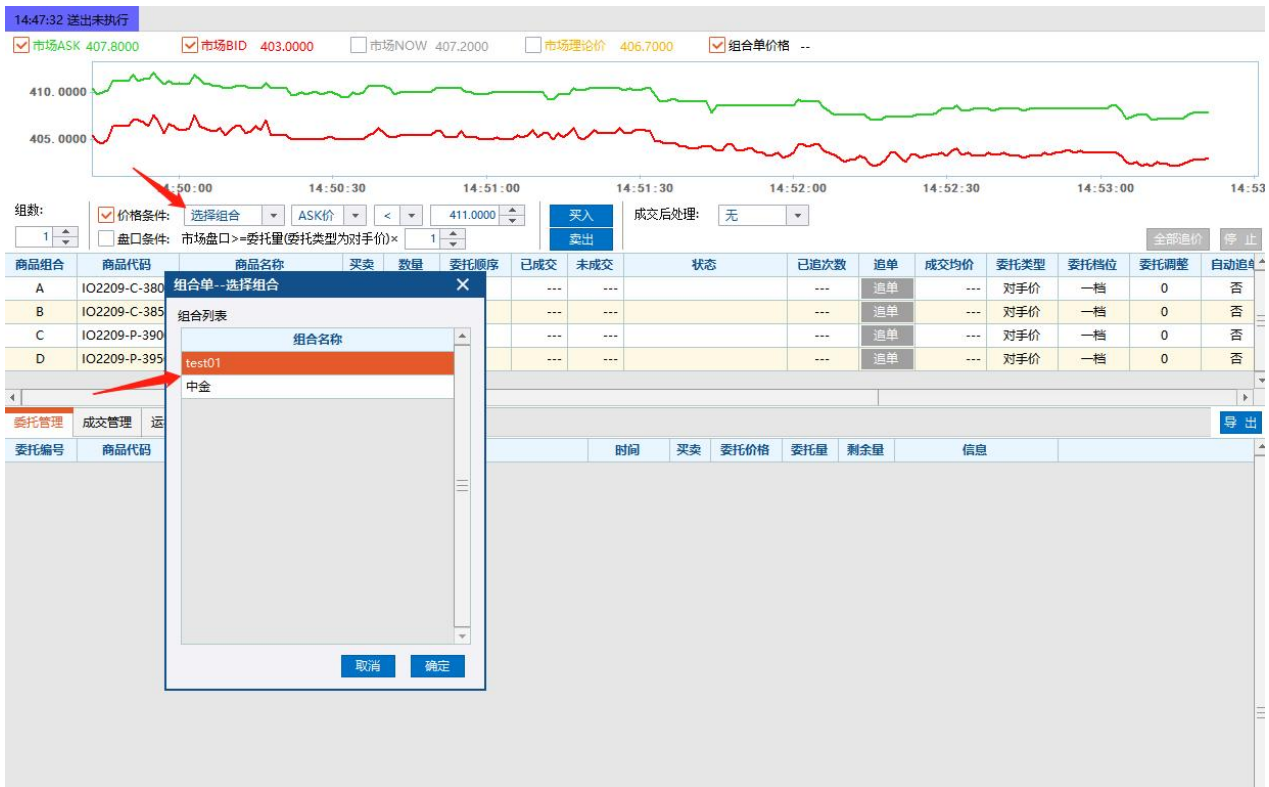 14:47:32 送出未执行
市场ASK 407.8000 市场BID 403.0000 市场NOW 407.2000 市场理论价 406.7000 组合单价格 --
410.0000
405.0000
14:50:00 14:50:30 14:51:00 14:51:30 14:52:00 14:52:30 14:53:00 14:53
组数: 价格条件: 选择组合 ASK价 < 411.0000 买入 成交后处理: 无
1 盘口条件: 市场盘口>=委托量(委托类型为对手价)× 1 卖出 全部追价 停止
商品组合 商品代码 商品名称 买卖 数量 委托顺序 已成交 未成交 状态 已追次数 追单 成交均价 委托类型 委托档位 委托调整 自动追单
A IO2209-C-380 --- --- --- 追单 --- 对手价 一档 0 否
B IO2209-C-385 --- --- --- 追单 --- 对手价 一档 0 否
C IO2209-P-390 --- --- --- 追单 --- 对手价 一档 0 否
D IO2209-P-395 --- --- --- 追单 --- 对手价 一档 0 否
组合单--选择组合
组合列表
组合名称
test01
中金
取消 确定
委托管理 成交管理 运 导出
委托编号 商品代码 时间 买卖 委托价格 委托量 剩余量 信息